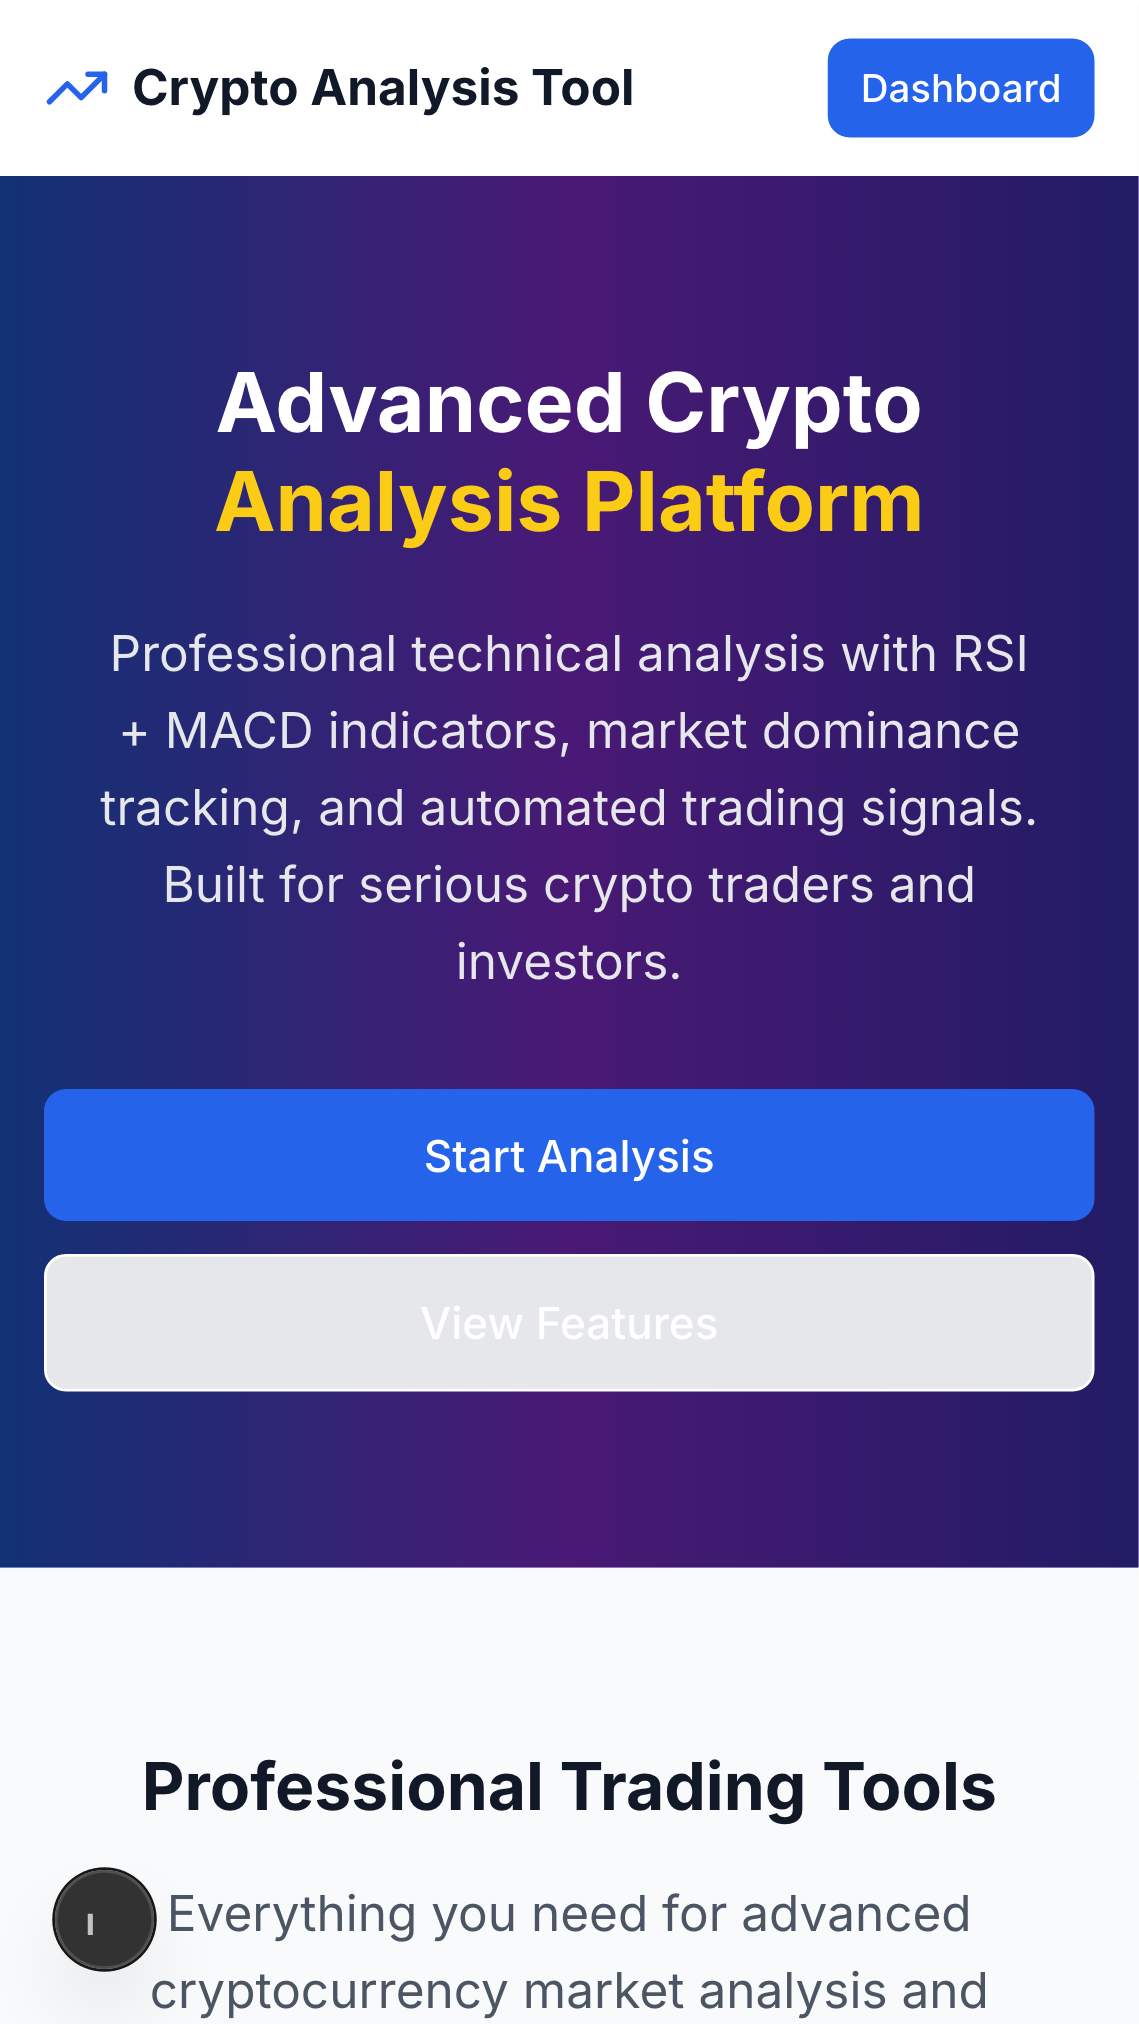 Crypto Analysis Tool
Dashboard
Advanced Crypto
Analysis Platform
Professional technical analysis with RSI
+ MACD indicators, market dominance
tracking, and automated trading signals.
Built for serious crypto traders and
investors.
Start Analysis
View Features
Professional Trading Tools
Everything you need for advanced
cryptocurrency market analysis and